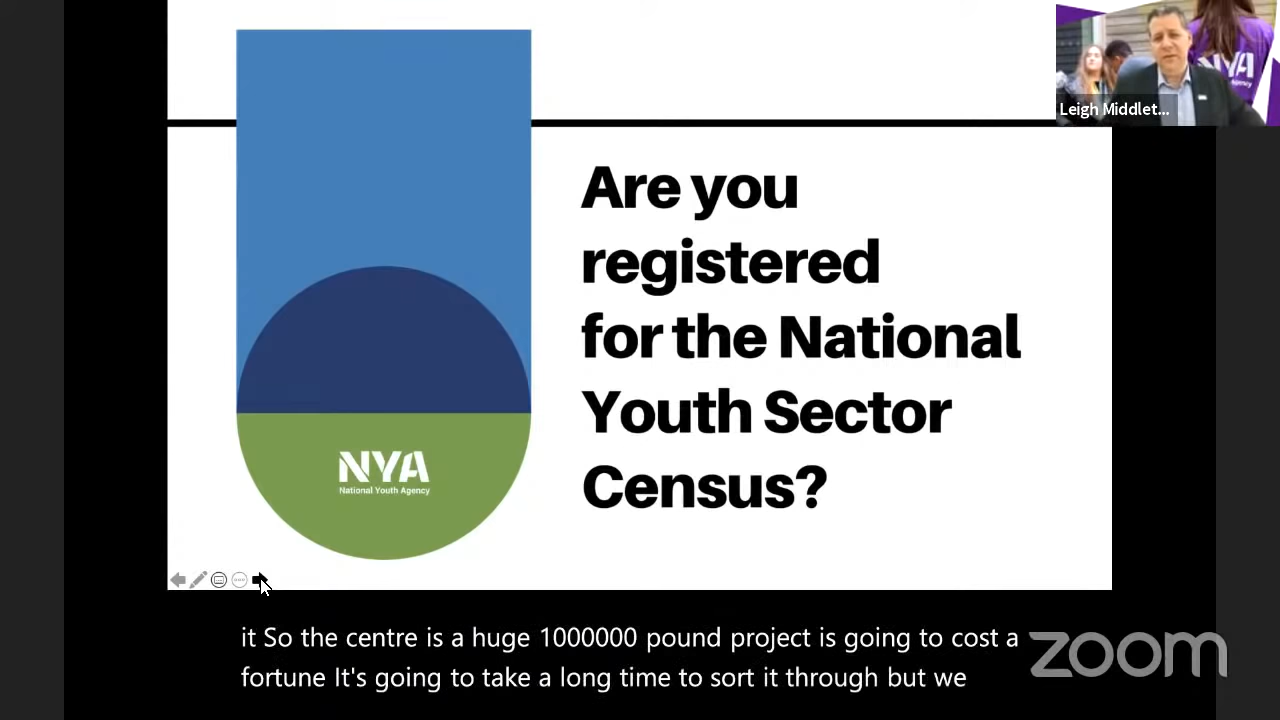 NYA
Agency
Leigh Middlet...
Are you
registered
for the National
Youth Sector
Census?
NYA
National Youth Agency
it So the centre is a huge 1000000 pound project is going to cost a
fortune It's going to take a long time to sort it through but we
zoom